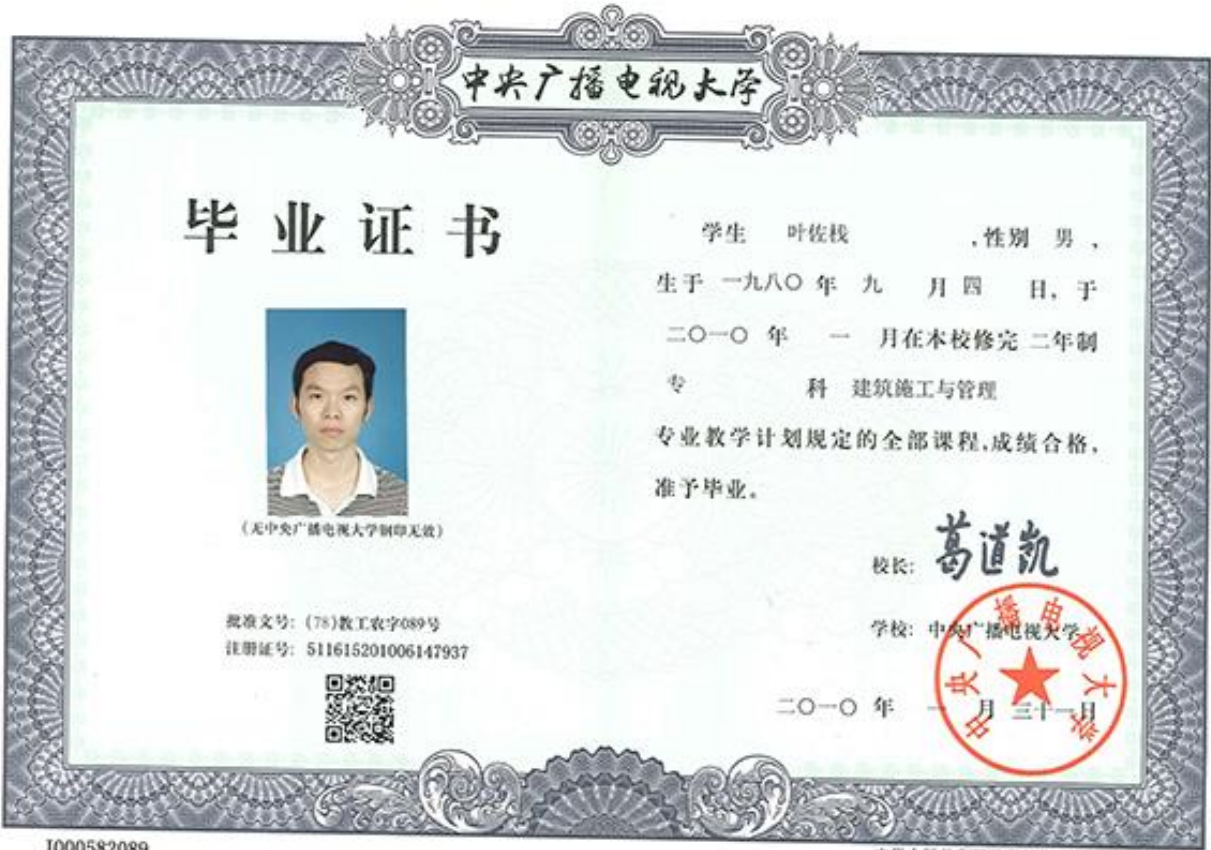 中央广播电视大学
毕业证书
(无中央广播电视大学钢印无效)
批准文号: (78)教工农字089号
注册证号: 511615201006147937
学生 叶佐栈 ,性别 男 ,
生于 一九八〇 年 九 月 四 日, 于
二〇一〇 年 一 月在本校修完 二年制
专 科 建筑施工与管理
专业教学计划规定的全部课程,成绩合格,
准予毕业。
校长: 葛道凯
学校: 中央广播电视大学
二〇一〇 年 一 月 三十一日
中央广播电视大学
J000582089